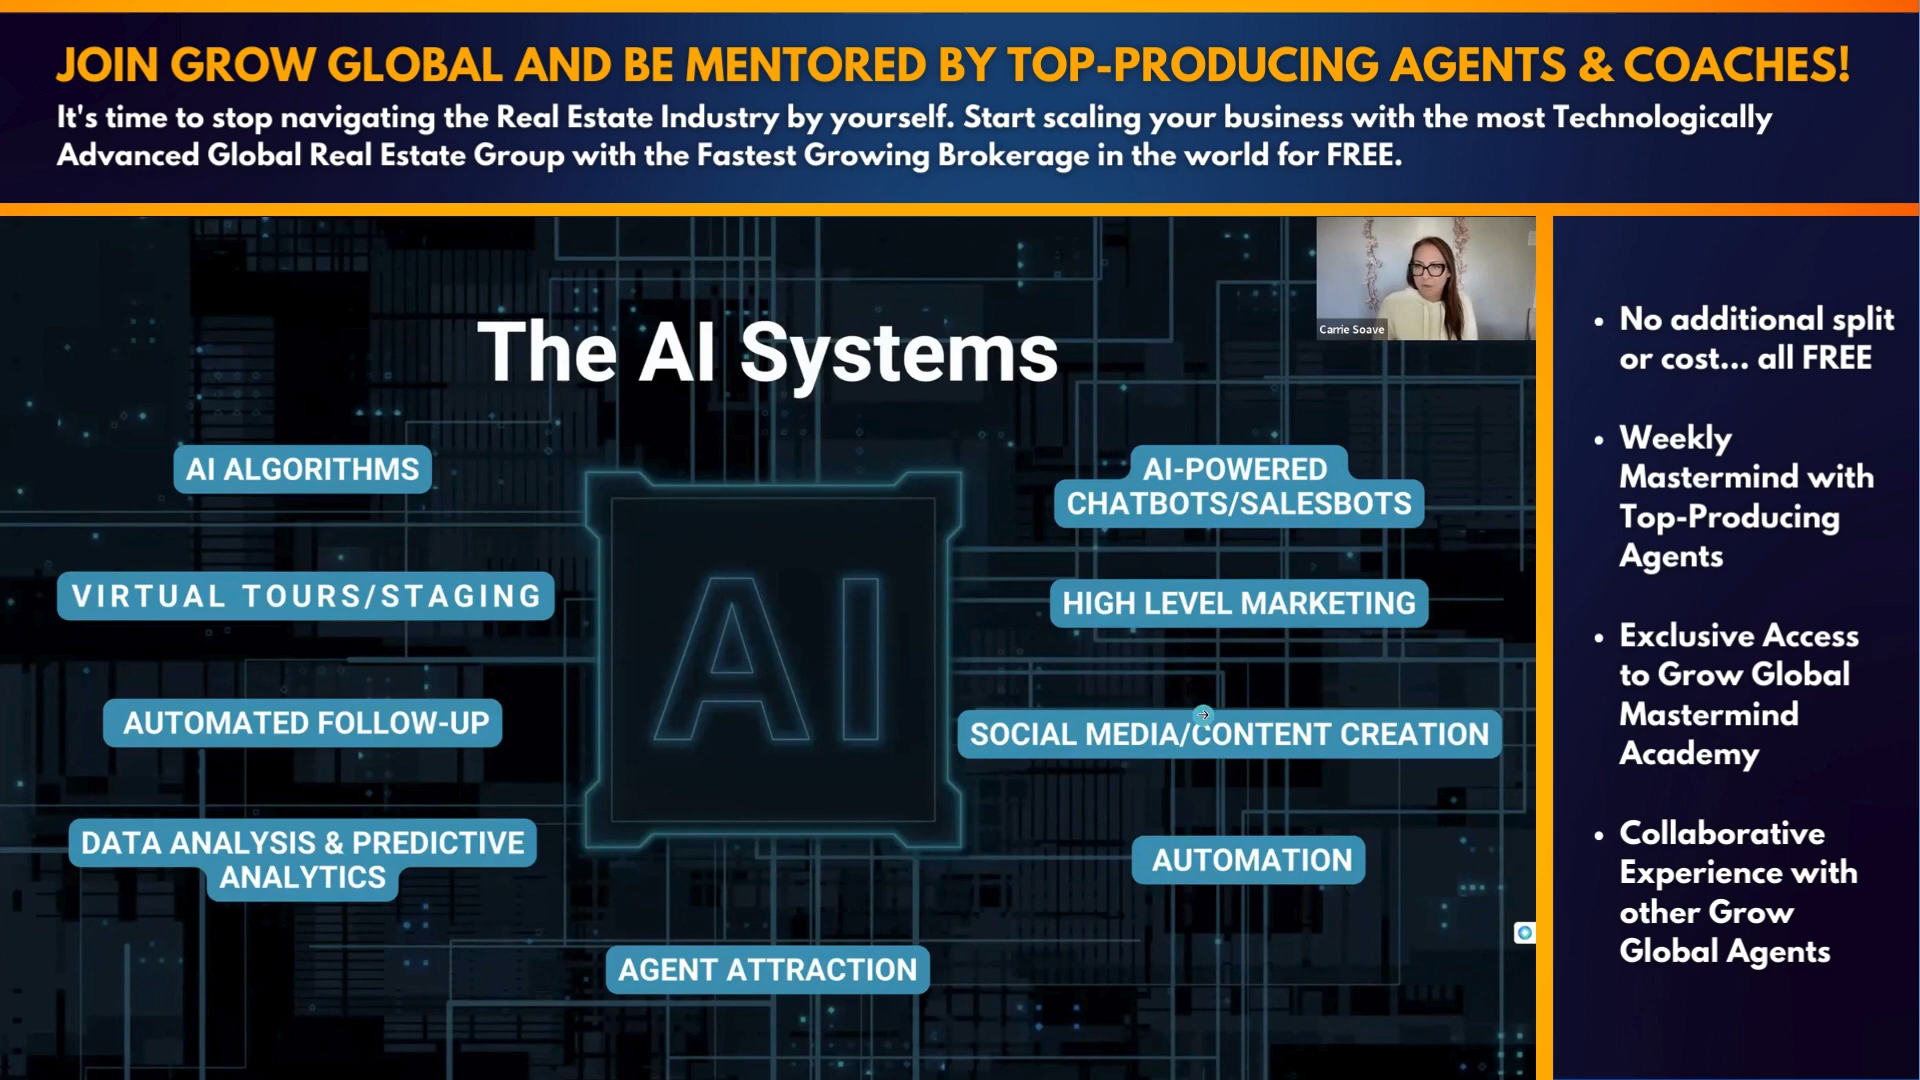 JOIN GROW GLOBAL AND BE MENTORED BY TOP-PRODUCING AGENTS & COACHES!
It's time to stop navigating the Real Estate Industry by yourself. Start scaling your business with the most Technologically
Advanced Global Real Estate Group with the Fastest Growing Brokerage in the world for FREE.
Carrie Soave
The AI Systems
AI ALGORITHMS
VIRTUAL TOURS/STAGING
AUTOMATED FOLLOW-UP
DATA ANALYSIS & PREDICTIVE
ANALYTICS
AI
AI-POWERED
CHATBOTS/SALESBOTS
HIGH LEVEL MARKETING
SOCIAL MEDIA/CONTENT CREATION
AUTOMATION
AGENT ATTRACTION
• No additional split
or cost... all FREE
• Weekly
Mastermind with
Top-Producing
Agents
• Exclusive Access
to Grow Global
Mastermind
Academy
• Collaborative
Experience with
other Grow
Global Agents